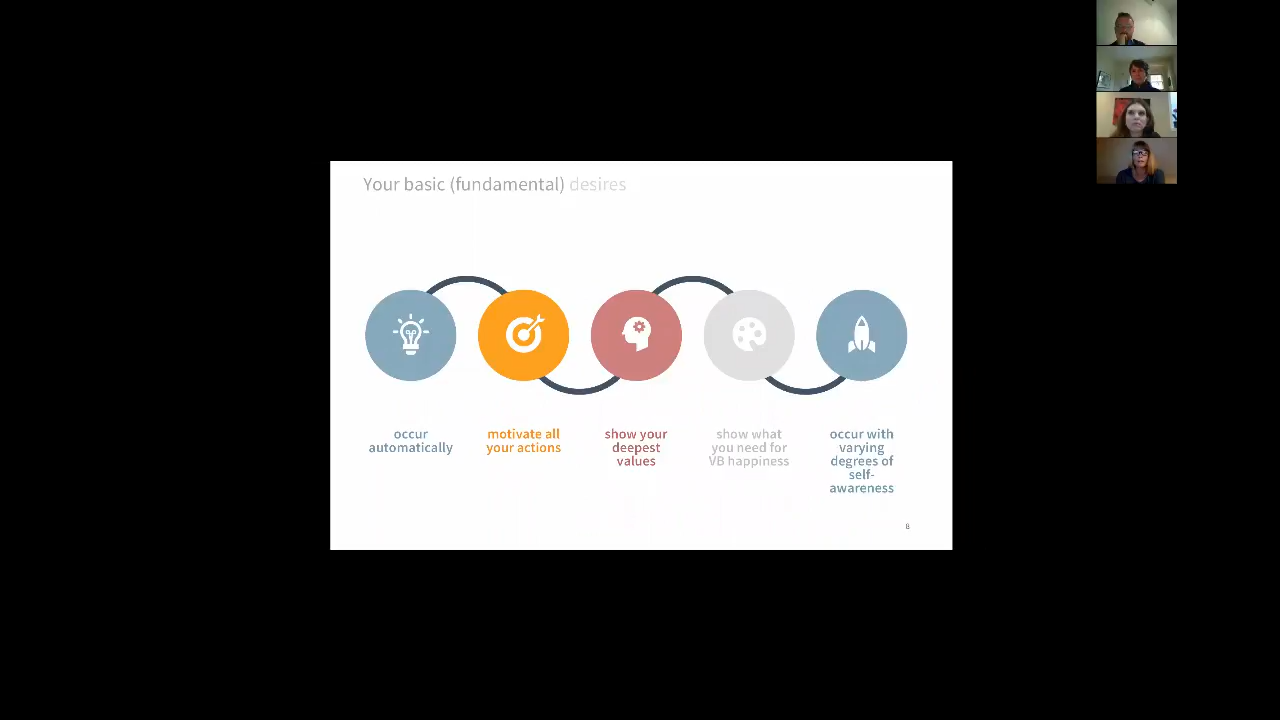 Your basic (fundamental) desires
occur
automatically
motivate all
your actions
show your
deepest
values
show what
you need for
VB happiness
occur with
varying
degrees of
self-
awareness
8